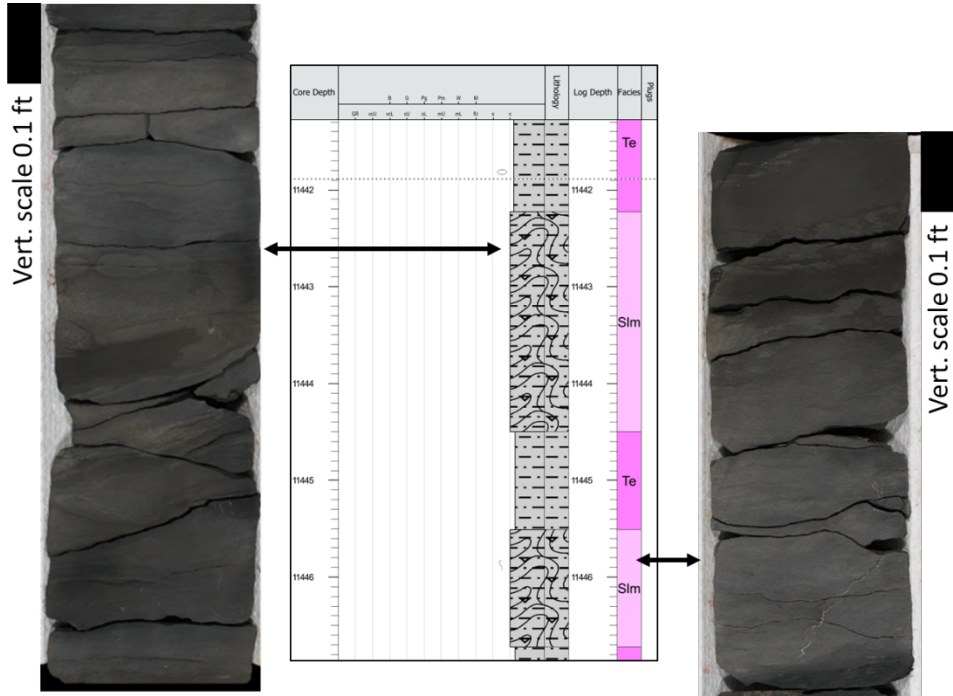 Vert. scale 0.1 ft
Core Depth
Lithology
Log Depth
Facies
Plugs
11442
11443
11444
11445
11446
11442
11443
11444
11445
11446
Te
Slm
Te
Slm
Vert. scale 0.1 ft